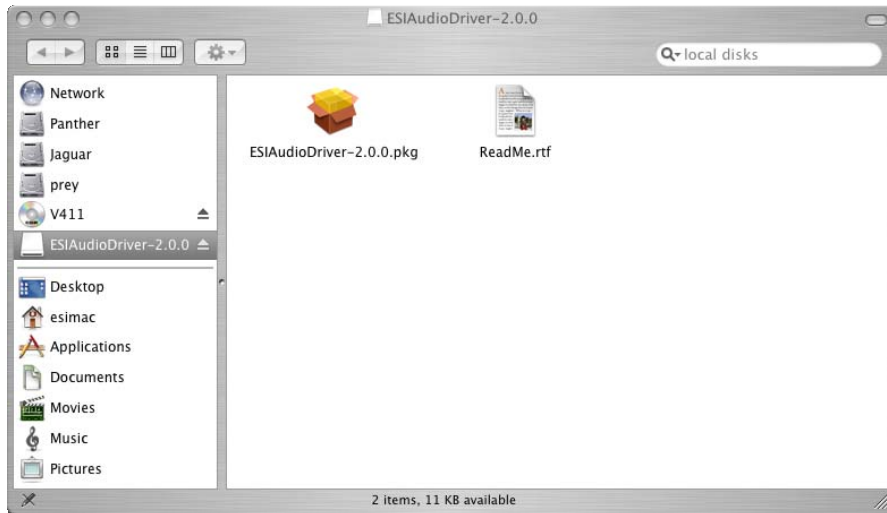 ESIAudioDriver-2.0.0
local disks
Network
Panther
Jaguar
prey
V411
ESIAudioDriver-2.0.0
Desktop
esimac
Applications
Documents
Movies
Music
Pictures
ESIAudioDriver-2.0.0.pkg
ReadMe.rtf
2 items, 11 KB available